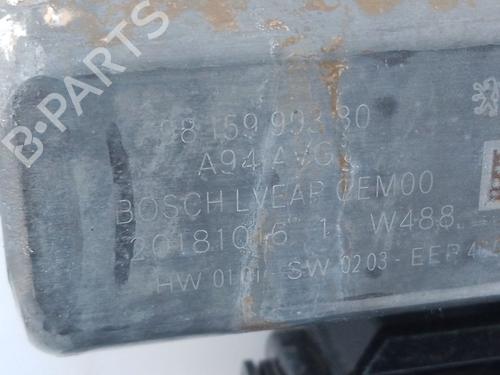 B-PARTS
98 159 993 80
A94 AVG
BOSCH LVEAP OEM00
20181016 1 W488
HW 0101 - SW 0203 - EEP